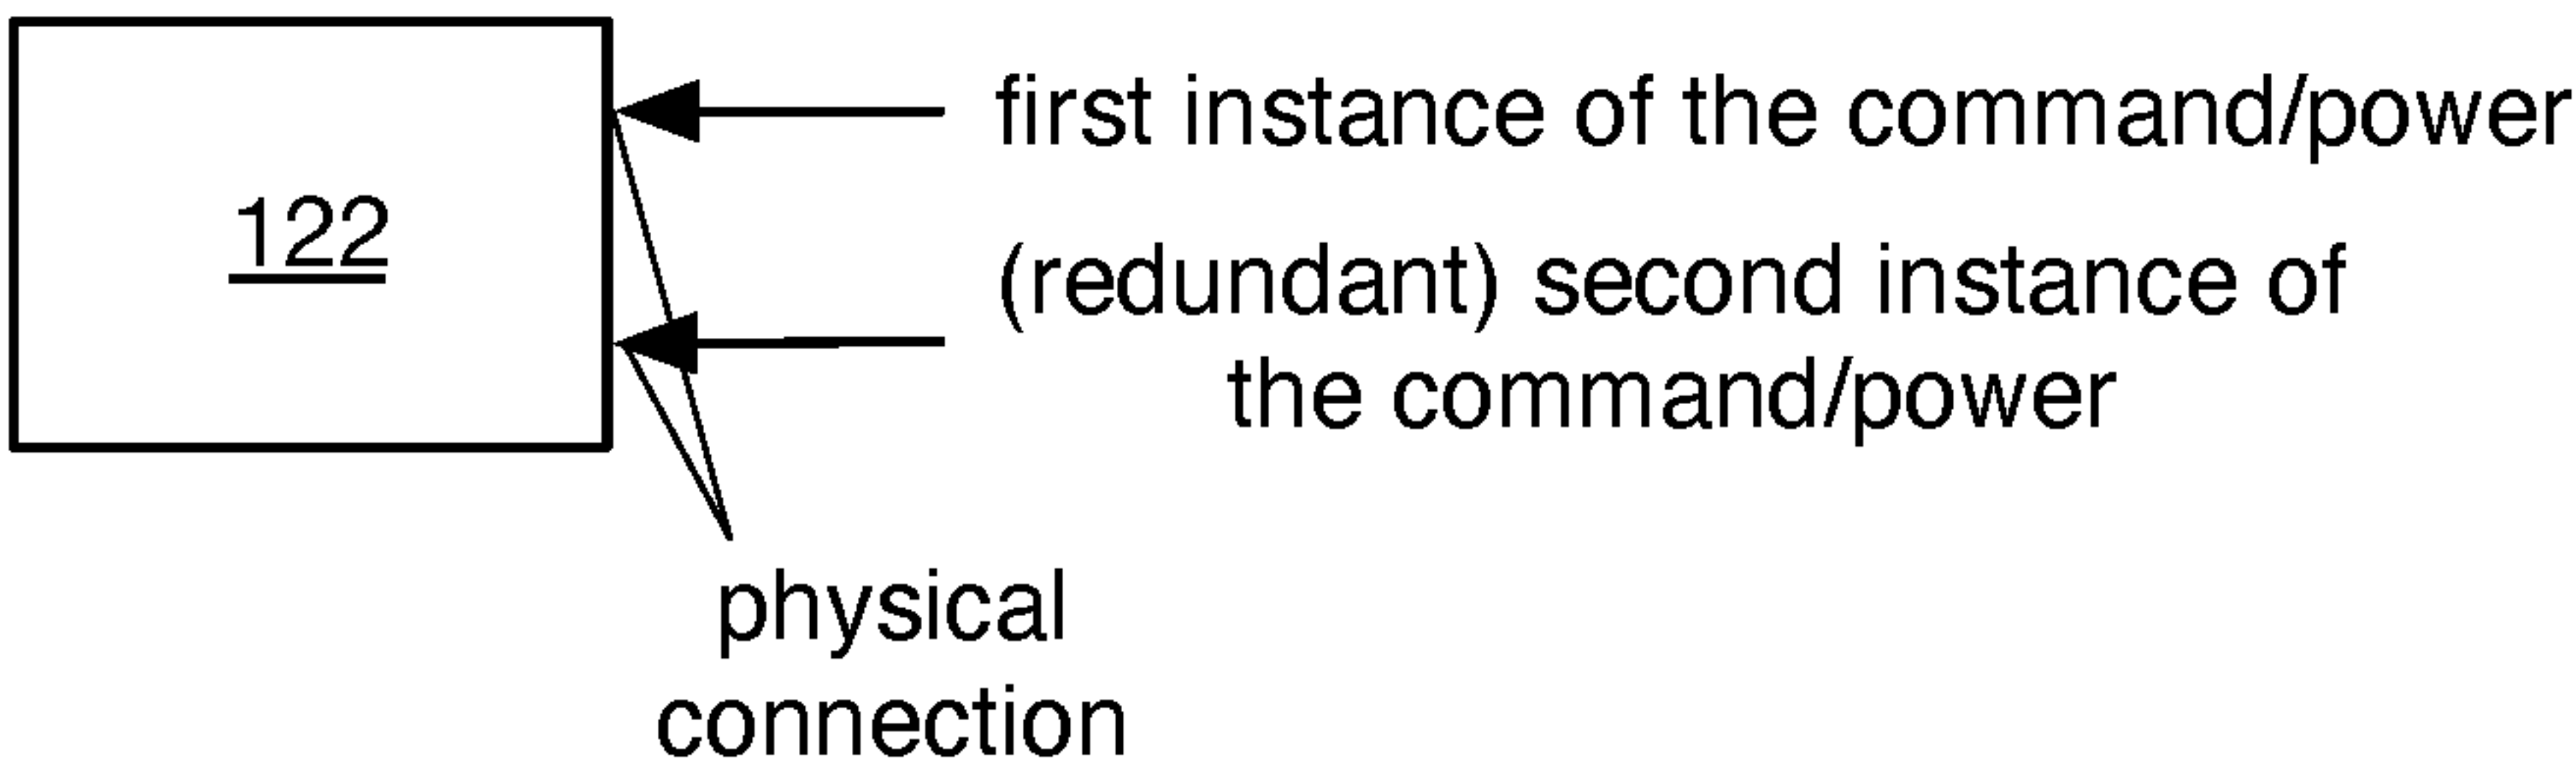 first instance of the command/power
122
(redundant) second instance of
the command/power
physical
connection